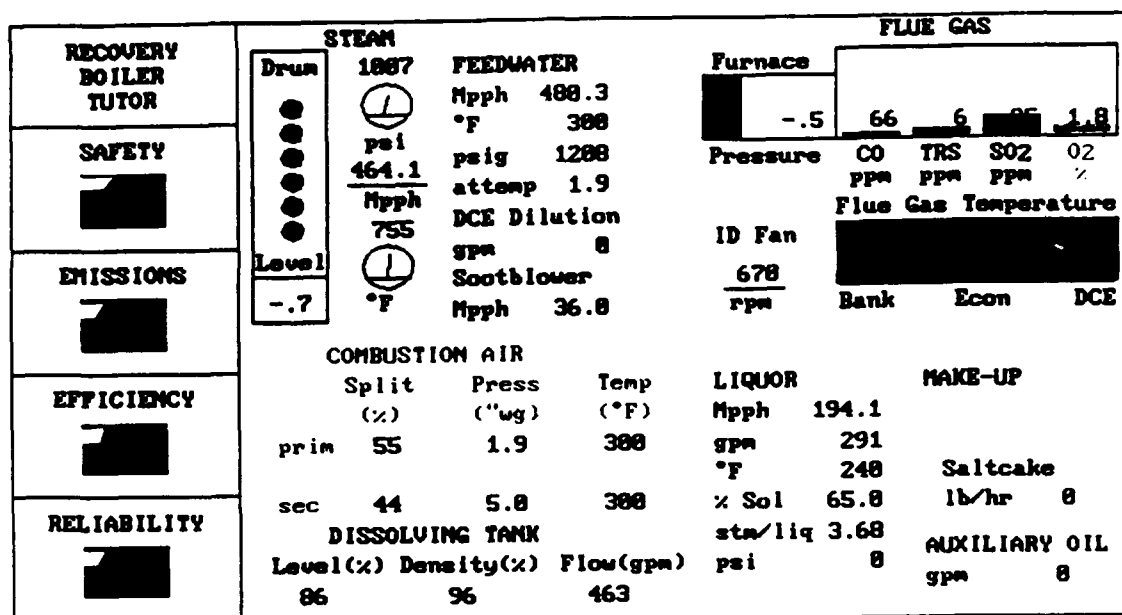 RECOVERY
BOILER
TUTOR
SAFETY
EMISSIONS
EFFICIENCY
RELIABILITY
STEAM
Drum
Level
-.7
1007
psi
464.1
Mpph
755
°F
FEEDWATER
Mpph 480.3
°F 300
psig 1208
attemp 1.9
DCE Dilution
gpm 0
Sootblower
Mpph 36.0
FLUE GAS
Furnace
-.5
Pressure
66 6 1.8
CO TRS SO2 O2
ppm ppm ppm %
Flue Gas Temperature
Bank Econ DCE
ID Fan
670
rpm
COMBUSTION AIR
Split Press Temp
(%) ("wg) (°F)
prim 55 1.9 300
sec 44 5.0 300
DISSOLVING TANK
Level(%) Density(%) Flow(gpm)
86 96 463
LIQUOR
Mpph 194.1
gpm 291
°F 240
% Sol 65.0
stm/liq 3.68
psi 0
MAKE-UP
Saltcake
lb/hr 0
AUXILIARY OIL
gpm 0